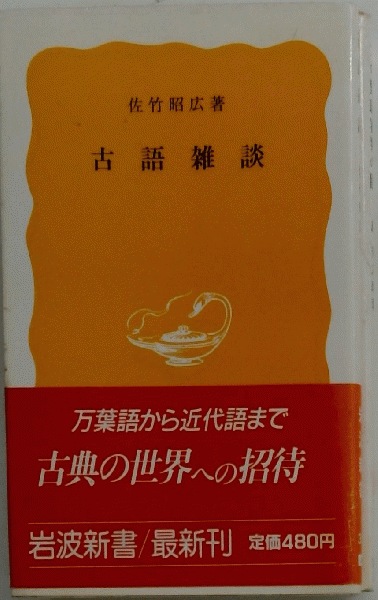 佐竹昭広著
古語雑談
万葉語から近代語まで
古典の世界への招待
岩波新書/最新刊 定価480円